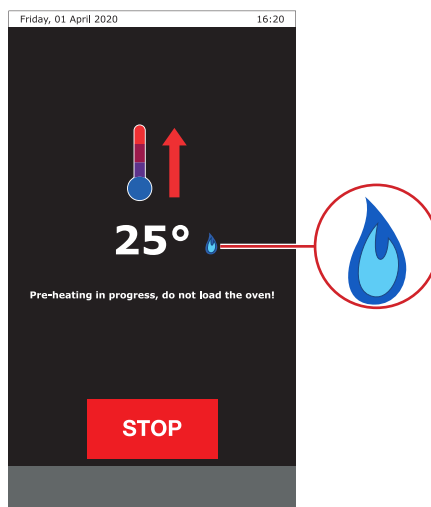 Friday, 01 April 2020 16:20
25°
Pre-heating in progress, do not load the oven!
STOP